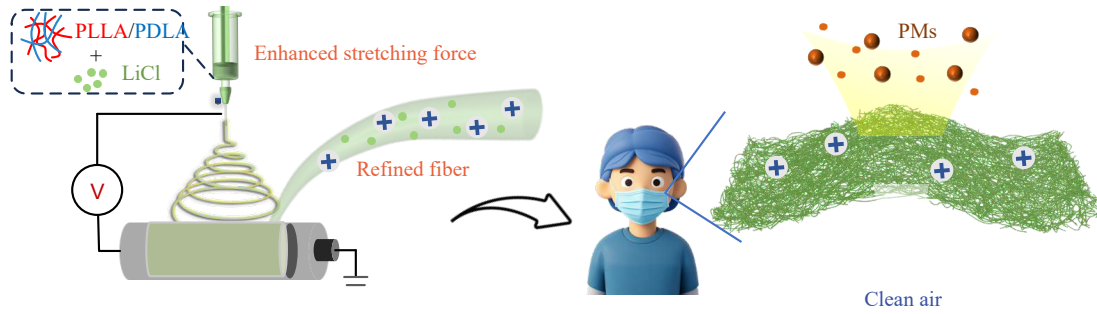 PLLA/PDLA
+
LiCl
Enhanced stretching force
Refined fiber
V
PMs
Clean air